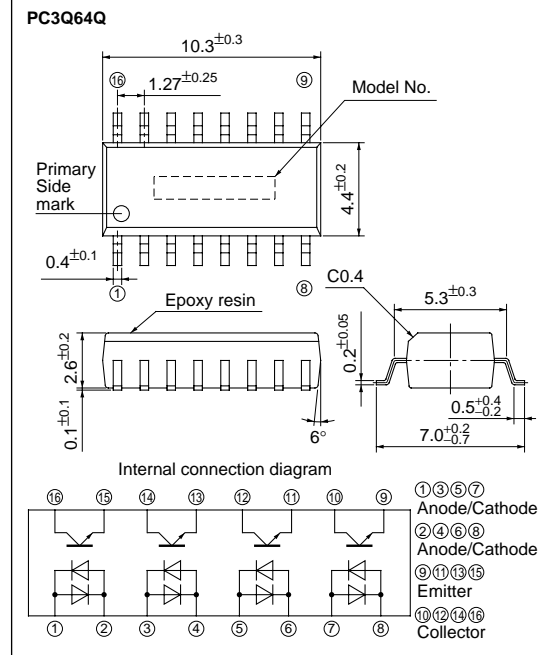 PC3Q64Q
10.3±0.3
⑯ 1.27±0.25 ⑨
Model No.
Primary
Side
mark
4.4±0.2
0.4±0.1
① ⑧
C0.4
Epoxy resin
5.3±0.3
2.6±0.2
0.2±0.05
0.1±0.1
6°
0.5+0.4−0.2
7.0+0.2−0.7
Internal connection diagram
⑯ ⑮ ⑭ ⑬ ⑫ ⑪ ⑩ ⑨
① ② ③ ④ ⑤ ⑥ ⑦ ⑧
①③⑤⑦
Anode/Cathode
②④⑥⑧
Anode/Cathode
⑨⑪⑬⑮
Emitter
⑩⑫⑭⑯
Collector